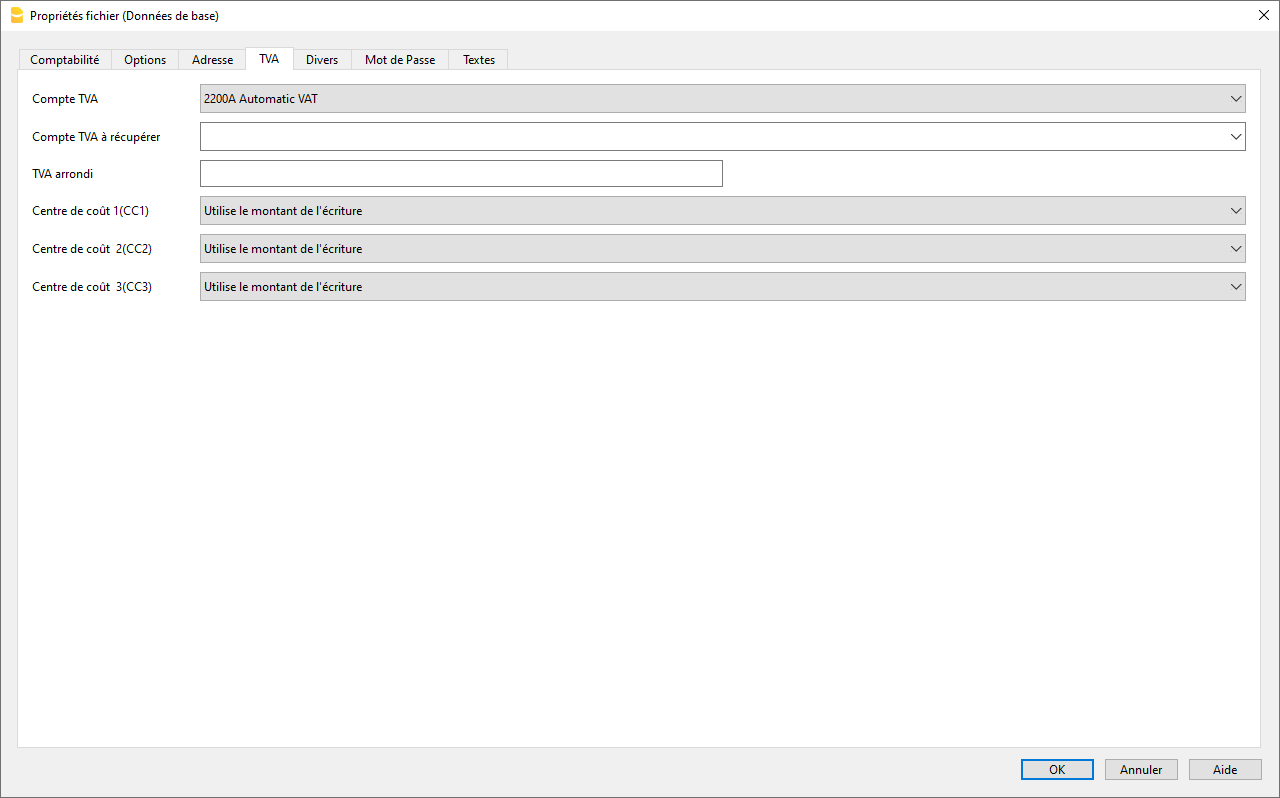 Propriétés fichier (Données de base)
Comptabilité Options Adresse TVA Divers Mot de Passe Textes
Compte TVA 2200A Automatic VAT
Compte TVA à récupérer
TVA arrondi
Centre de coût 1(CC1) Utilise le montant de l'écriture
Centre de coût 2(CC2) Utilise le montant de l'écriture
Centre de coût 3(CC3) Utilise le montant de l'écriture
OK Annuler Aide